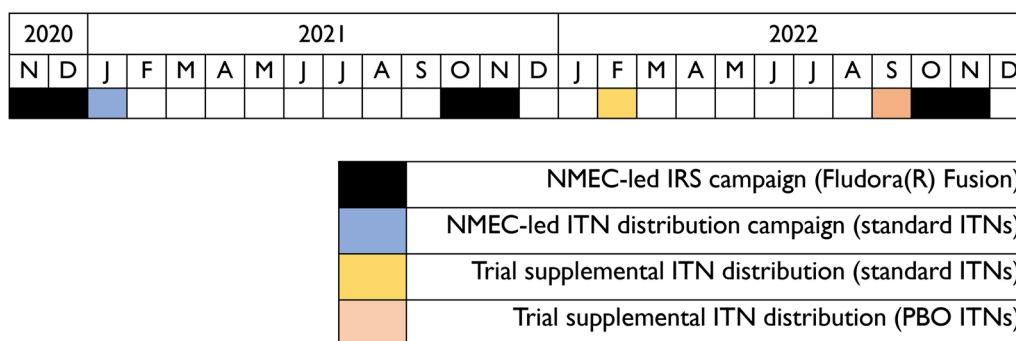 2020 2021 2022
N D J F M A M J J A S O N D J F M A M J J A S O N D
NMEC-led IRS campaign (Fludora(R) Fusion)
NMEC-led ITN distribution campaign (standard ITNs)
Trial supplemental ITN distribution (standard ITNs)
Trial supplemental ITN distribution (PBO ITNs)